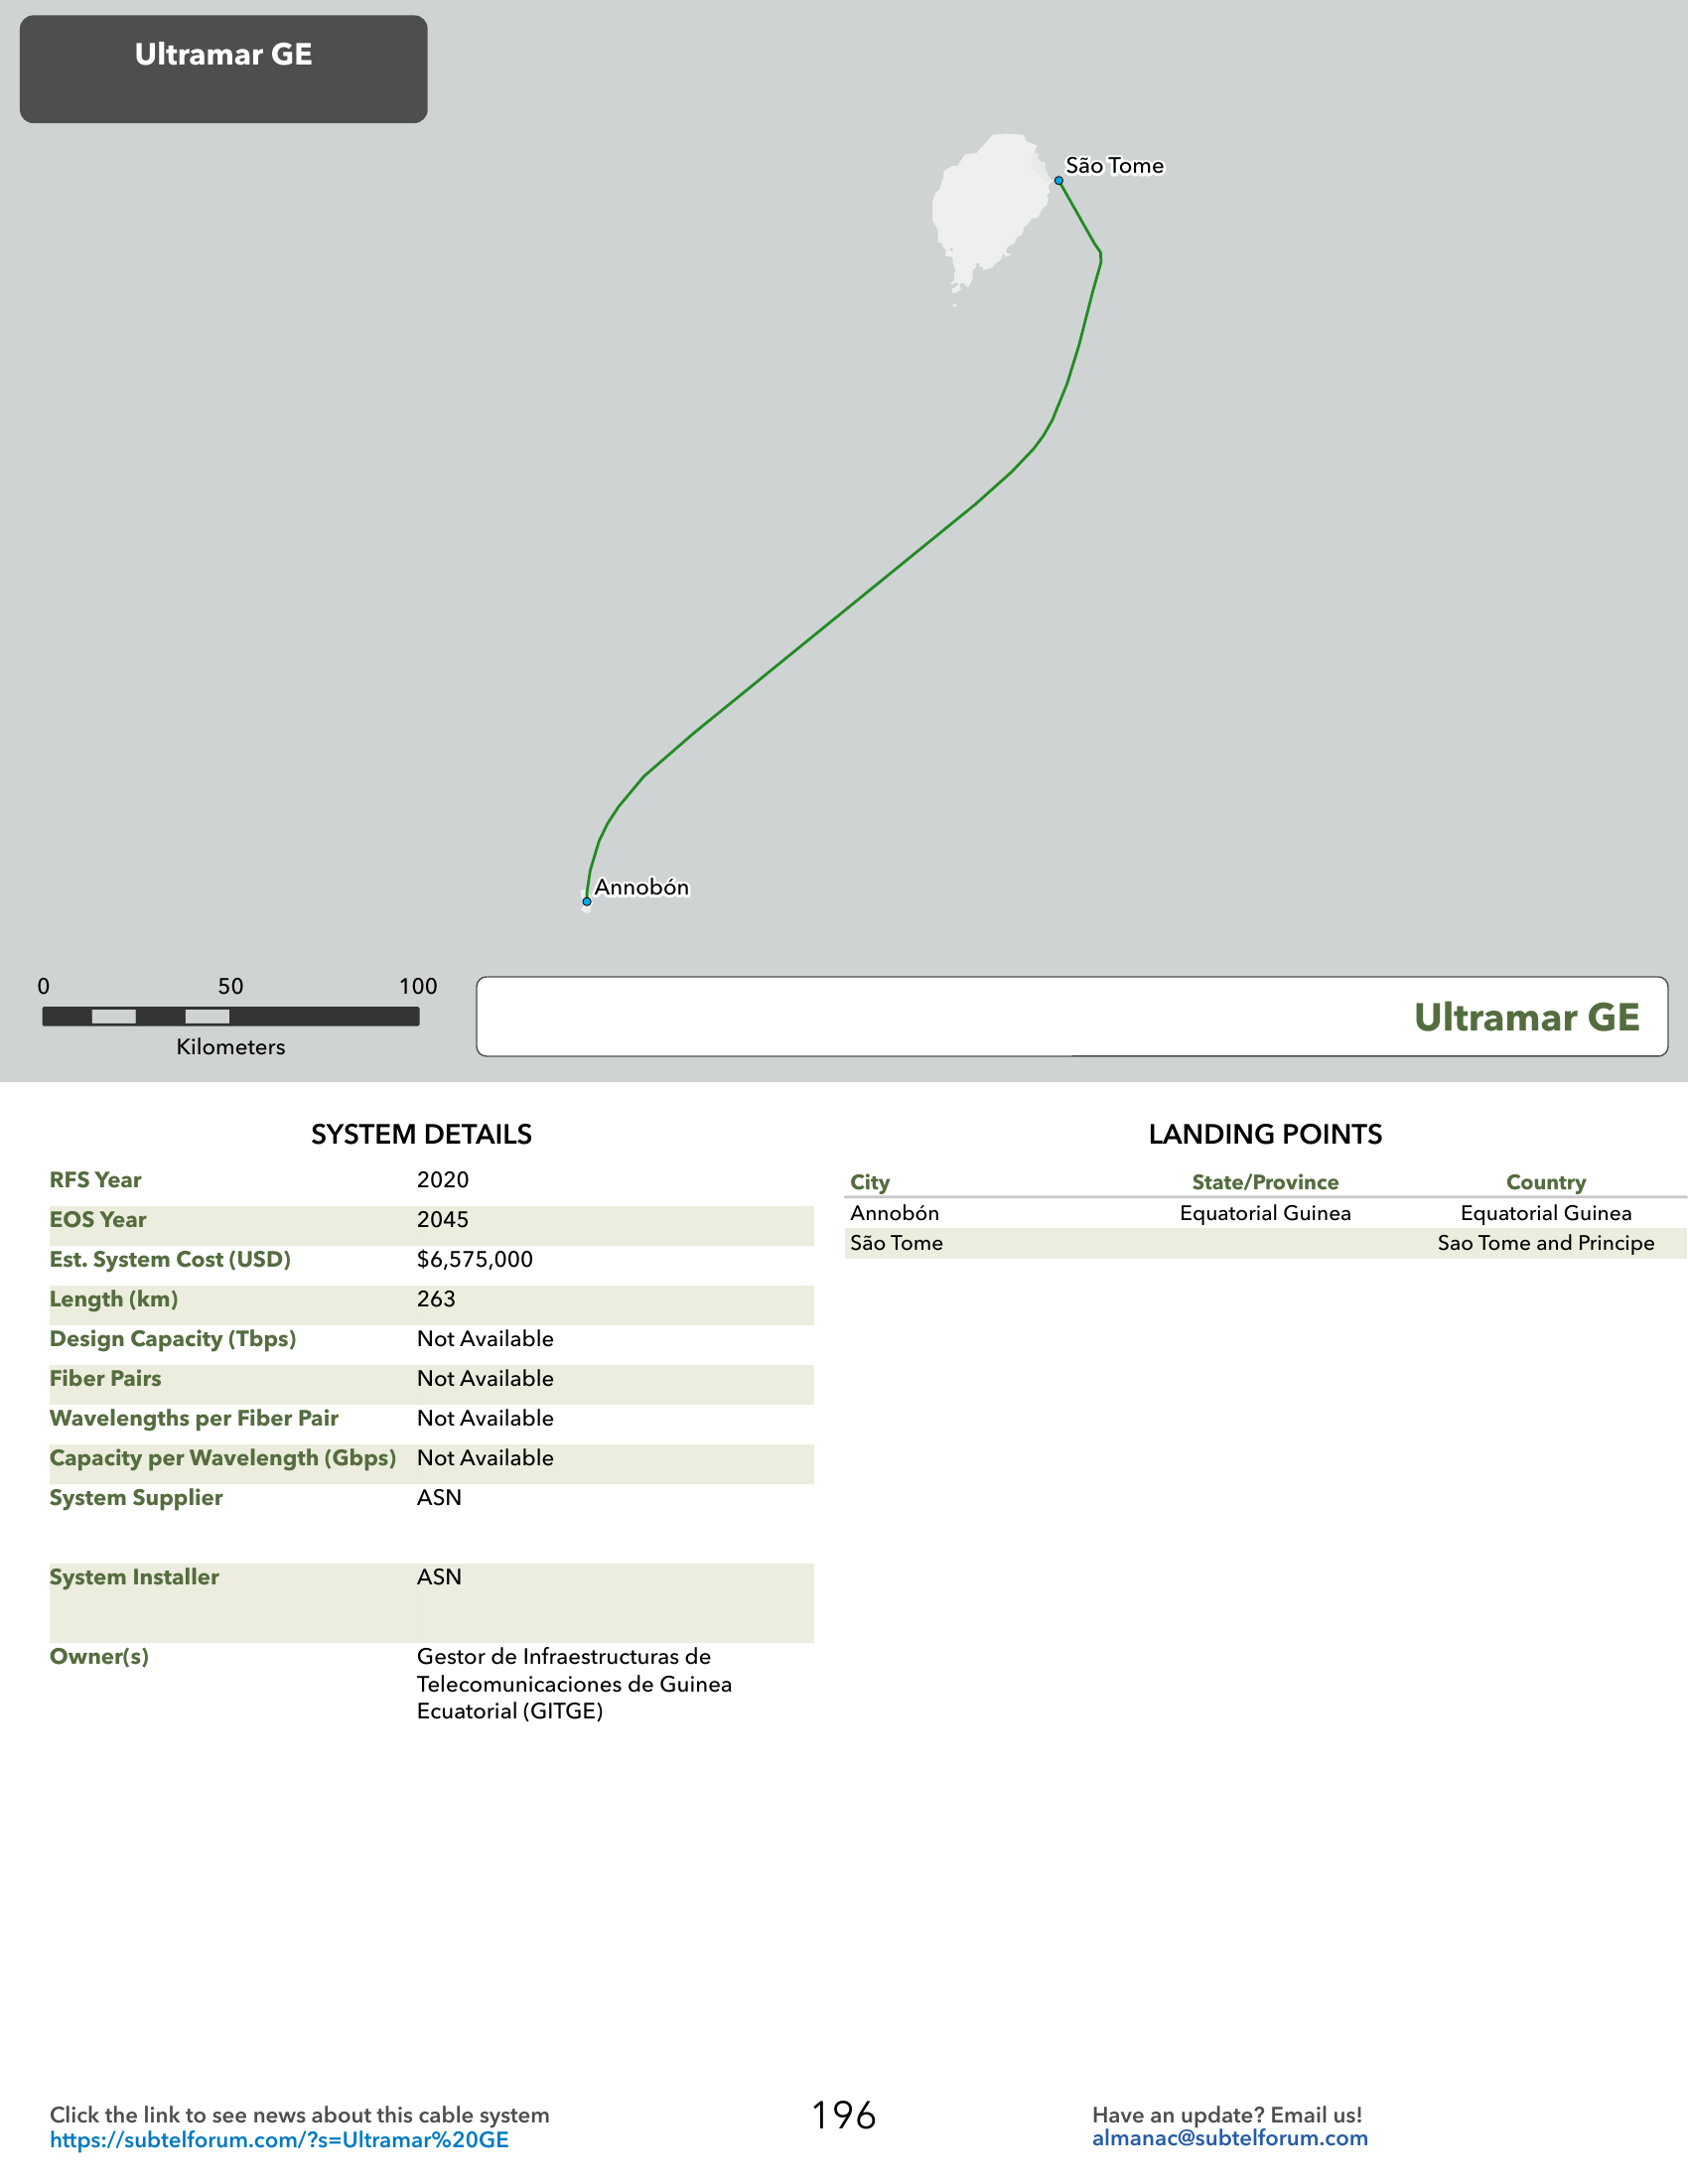 Ultramar GE
São Tome
Annobón
0 50 100
Kilometers
Ultramar GE
SYSTEM DETAILS
RFS Year 2020
EOS Year 2045
Est. System Cost (USD) $6,575,000
Length (km) 263
Design Capacity (Tbps) Not Available
Fiber Pairs Not Available
Wavelengths per Fiber Pair Not Available
Capacity per Wavelength (Gbps) Not Available
System Supplier ASN
System Installer ASN
Owner(s) Gestor de Infraestructuras de
Telecomunicaciones de Guinea
Ecuatorial (GITGE)
LANDING POINTS
City State/Province Country
Annobón Equatorial Guinea Equatorial Guinea
São Tome Sao Tome and Principe
Click the link to see news about this cable system
https://subtelforum.com/?s=Ultramar%20GE
196
Have an update? Email us!
almanac@subtelforum.com